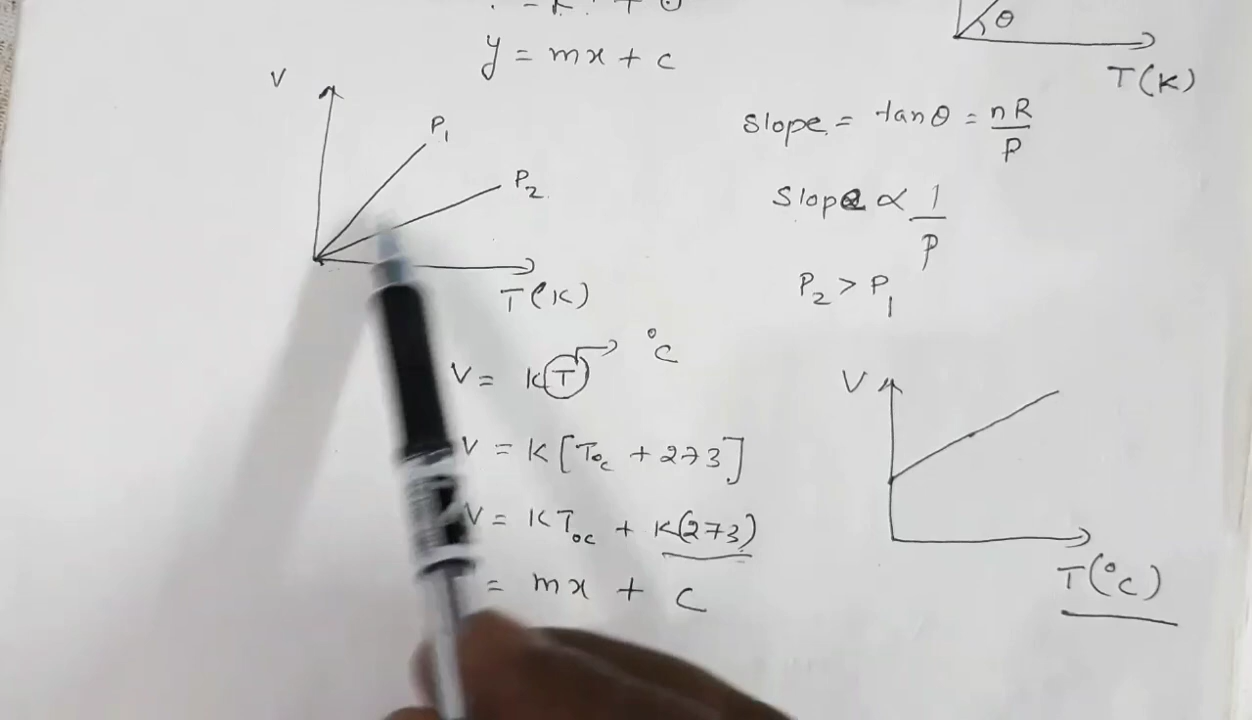 y = mx + c
V
P₁
P₂
T(K)
θ
T(K)
Slope = tanθ = nR/P
Slope ∝ 1/P
P₂ > P₁
V = K T → °C
V = K[T°C + 273]
V = KT°C + K(273)
= mx + C
V
T(°C)